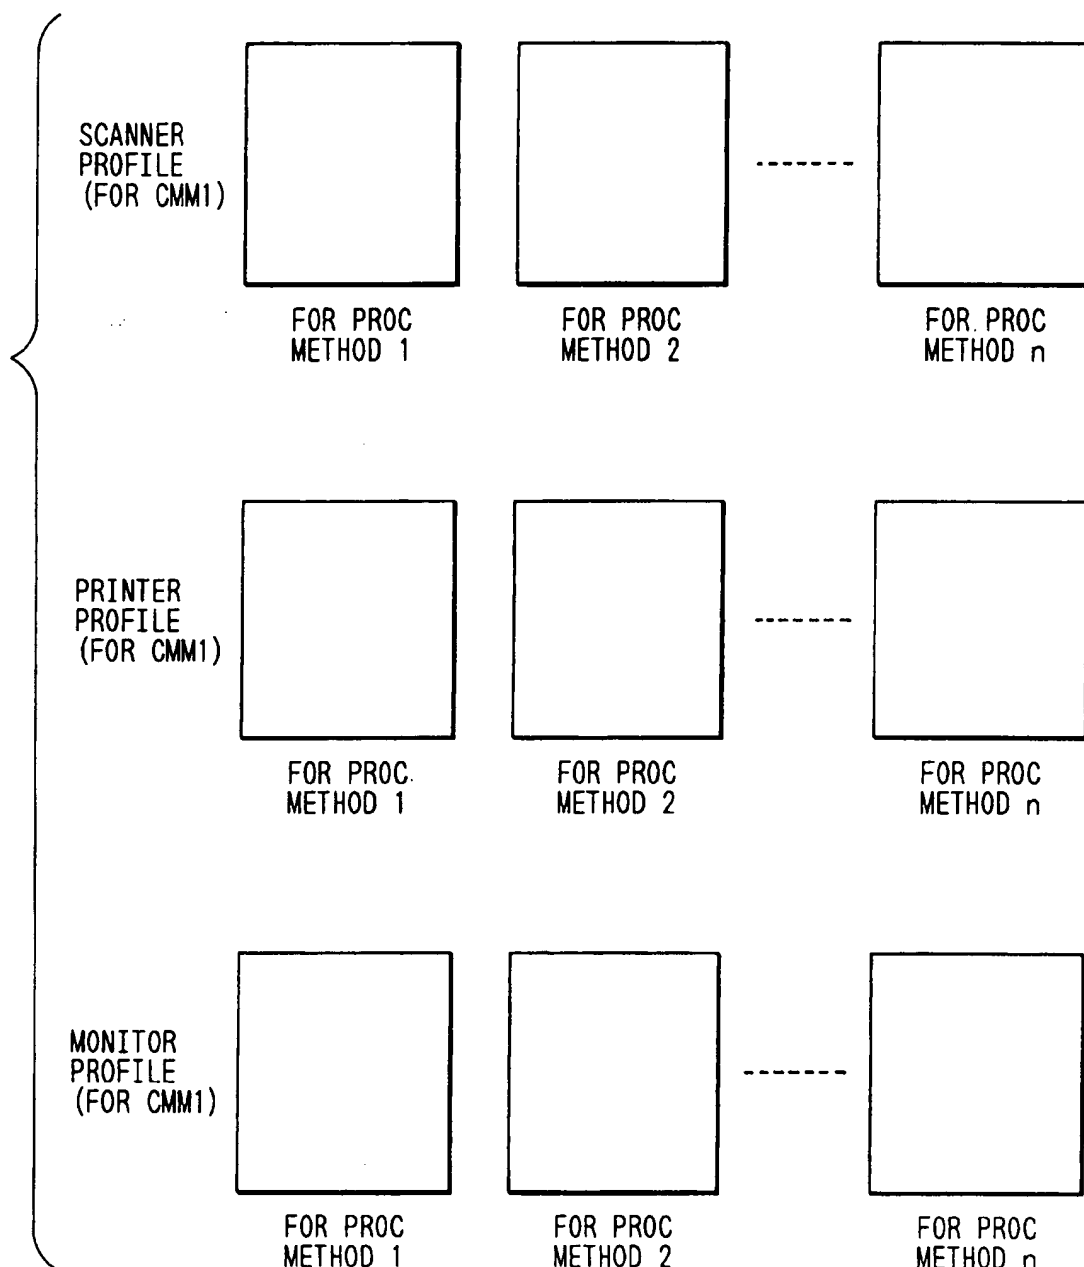 SCANNER
PROFILE
(FOR CMM1)
FOR PROC
METHOD 1
FOR PROC
METHOD 2
FOR PROC
METHOD n
PRINTER
PROFILE
(FOR CMM1)
FOR PROC
METHOD 1
FOR PROC
METHOD 2
FOR PROC
METHOD n
MONITOR
PROFILE
(FOR CMM1)
FOR PROC
METHOD 1
FOR PROC
METHOD 2
FOR PROC
METHOD n